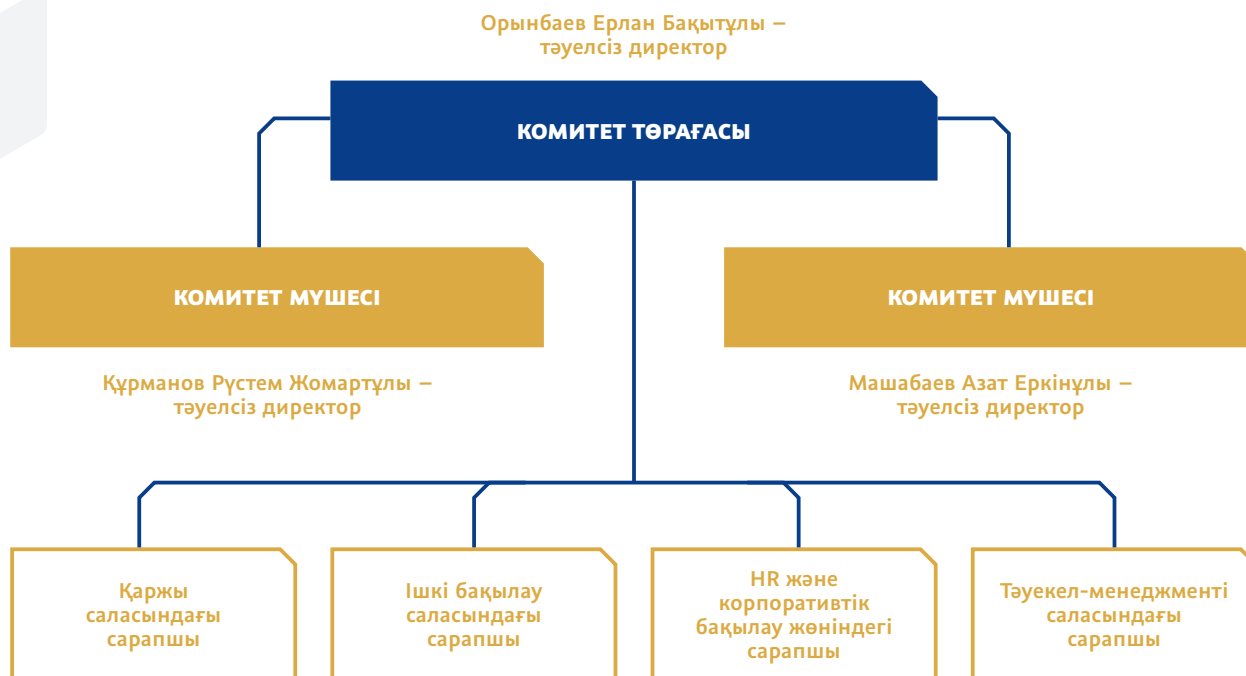 Орынбаев Ерлан Бақытұлы –
тәуелсіз директор
КОМИТЕТ ТӨРАҒАСЫ
КОМИТЕТ МҮШЕСІ
КОМИТЕТ МҮШЕСІ
Құрманов Рүстем Жомартұлы –
тәуелсіз директор
Машабаев Азат Еркінұлы –
тәуелсіз директор
Қаржы
саласындағы
сарапшы
Ішкі бақылау
саласындағы
сарапшы
HR және
корпоративтік
бақылау жөніндегі
сарапшы
Тәуекел-менеджменті
саласындағы
сарапшы